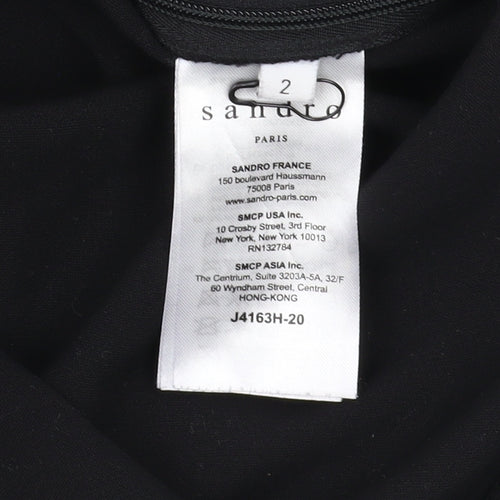 2
sandro
PARIS
SANDRO FRANCE
150 boulevard Haussmann
75008 Paris
www.sandro-paris.com
SMCP USA Inc.
10 Crosby Street, 3rd Floor
New York, New York 10013
RN132784
SMCP ASIA Inc.
The Centrium, Suite 3203A-5A, 32/F
60 Wyndham Street, Central
HONG-KONG
J4163H-20